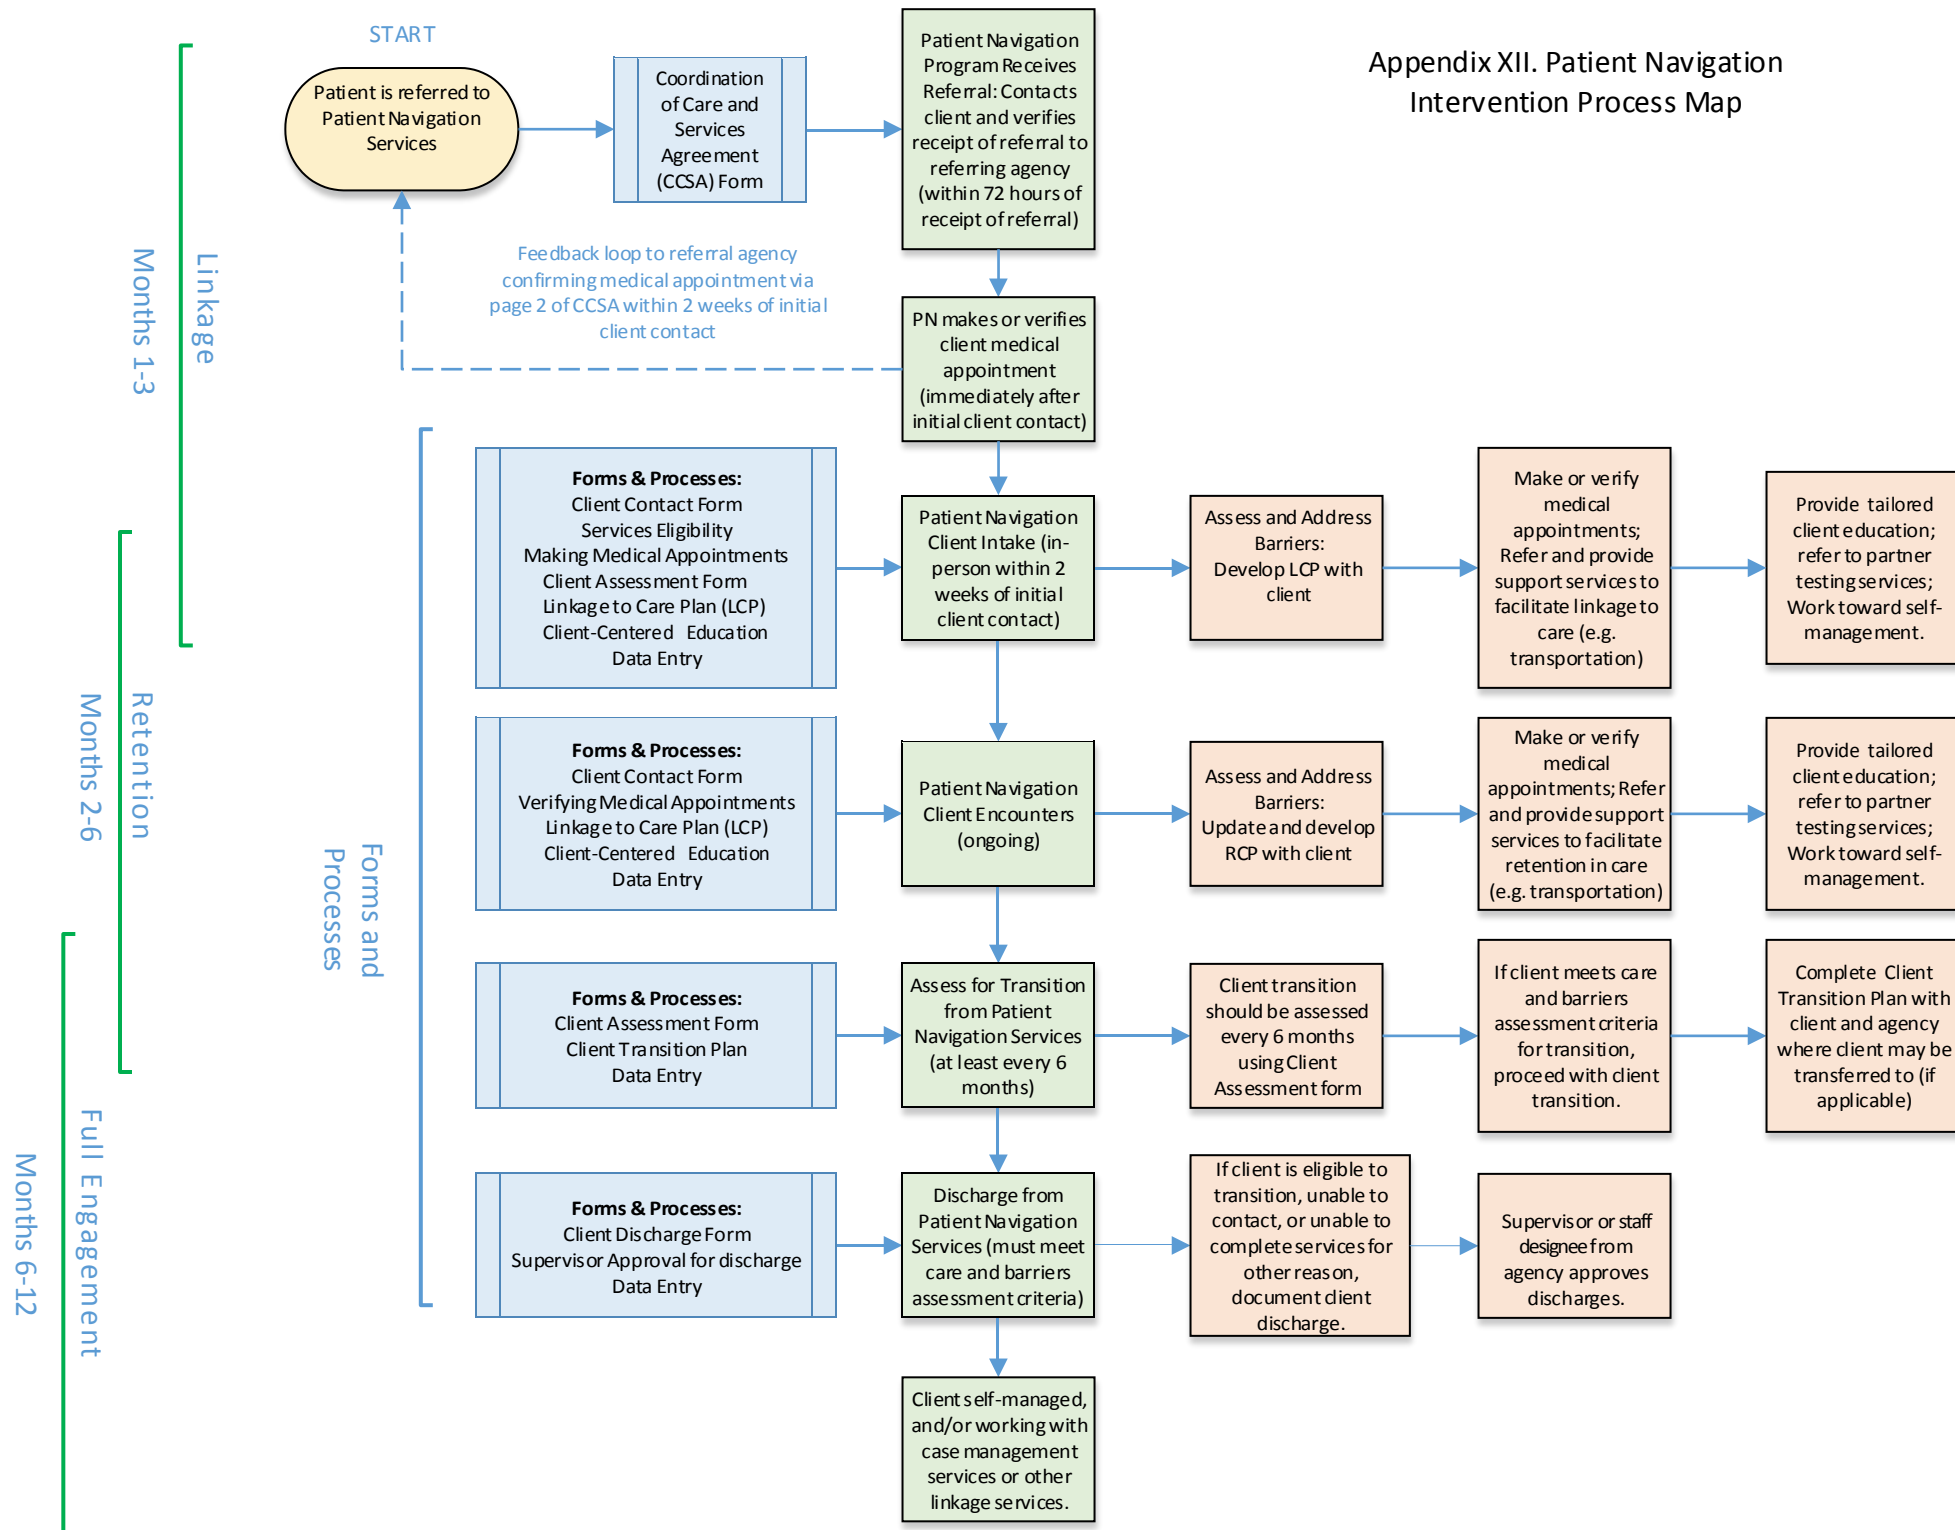 START
Appendix XII. Patient Navigation
Intervention Process Map
Patient is referred to
Patient Navigation
Services
Coordination
of Care and
Services
Agreement
(CCSA) Form
Patient Navigation
Program Receives
Referral: Contacts
client and verifies
receipt of referral to
referring agency
(within 72 hours of
receipt of referral)
Feedback loop to referral agency
confirming medical appointment via
page 2 of CCSA within 2 weeks of initial
client contact
PN makes or verifies
client medical
appointment
(immediately after
initial client contact)
Linkage
Months 1-3
Forms & Processes:
Client Contact Form
Services Eligibility
Making Medical Appointments
Client Assessment Form
Linkage to Care Plan (LCP)
Client-Centered Education
Data Entry
Patient Navigation
Client Intake (in-
person within 2
weeks of initial
client contact)
Assess and Address
Barriers:
Develop LCP with
client
Make or verify
medical
appointments;
Refer and provide
support services to
facilitate linkage to
care (e.g.
transportation)
Provide tailored
client education;
refer to partner
testing services;
Work toward self-
management.
Retention
Months 2-6
Forms and
Processes
Forms & Processes:
Client Contact Form
Verifying Medical Appointments
Linkage to Care Plan (LCP)
Client-Centered Education
Data Entry
Patient Navigation
Client Encounters
(ongoing)
Assess and Address
Barriers:
Update and develop
RCP with client
Make or verify
medical
appointments; Refer
and provide support
services to facilitate
retention in care
(e.g. transportation)
Provide tailored
client education;
refer to partner
testing services;
Work toward self-
management.
Forms & Processes:
Client Assessment Form
Client Transition Plan
Data Entry
Assess for Transition
from Patient
Navigation Services
(at least every 6
months)
Client transition
should be assessed
every 6 months
using Client
Assessment form
If client meets care
and barriers
assessment criteria
for transition,
proceed with client
transition.
Complete Client
Transition Plan with
client and agency
where client may be
transferred to (if
applicable)
Full Engagement
Months 6-12
Forms & Processes:
Client Discharge Form
Supervisor Approval for discharge
Data Entry
Discharge from
Patient Navigation
Services (must meet
care and barriers
assessment criteria)
If client is eligible to
transition, unable to
contact, or unable to
complete services for
other reason,
document client
discharge.
Supervisor or staff
designee from
agency approves
discharges.
Client self-managed,
and/or working with
case management
services or other
linkage services.